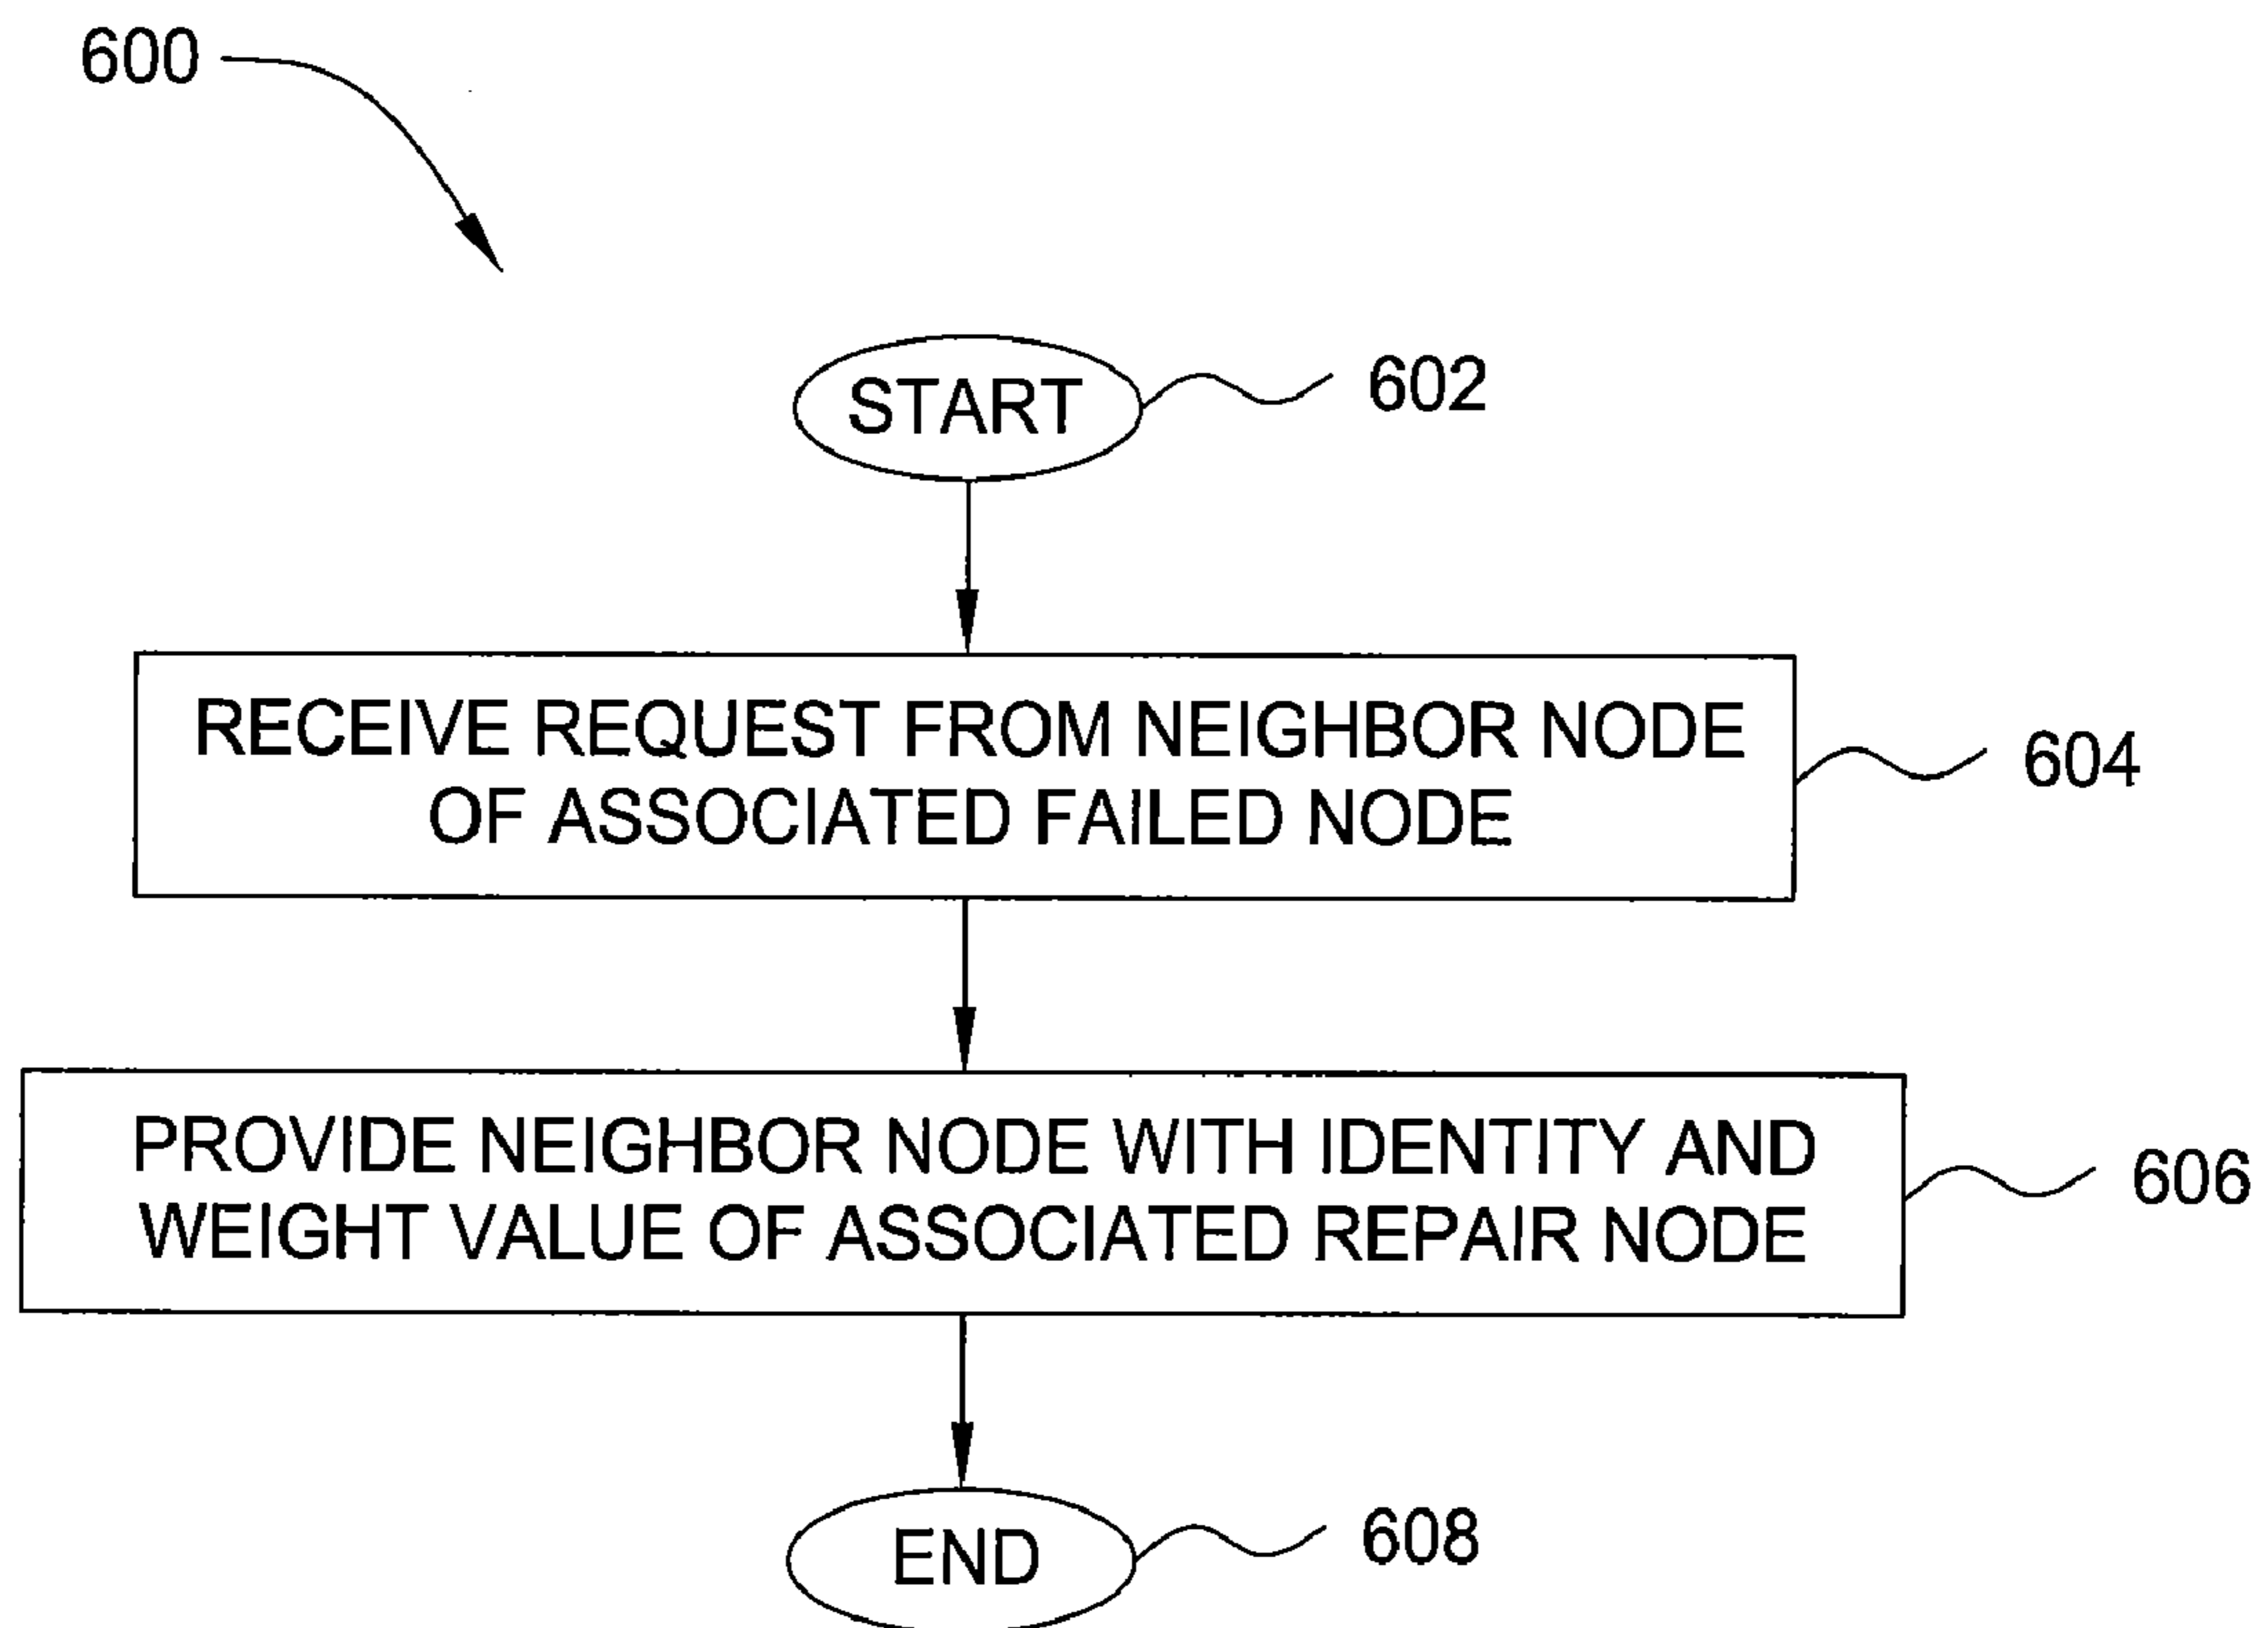 600
START
602
RECEIVE REQUEST FROM NEIGHBOR NODE
OF ASSOCIATED FAILED NODE
604
PROVIDE NEIGHBOR NODE WITH IDENTITY AND
WEIGHT VALUE OF ASSOCIATED REPAIR NODE
606
END
608